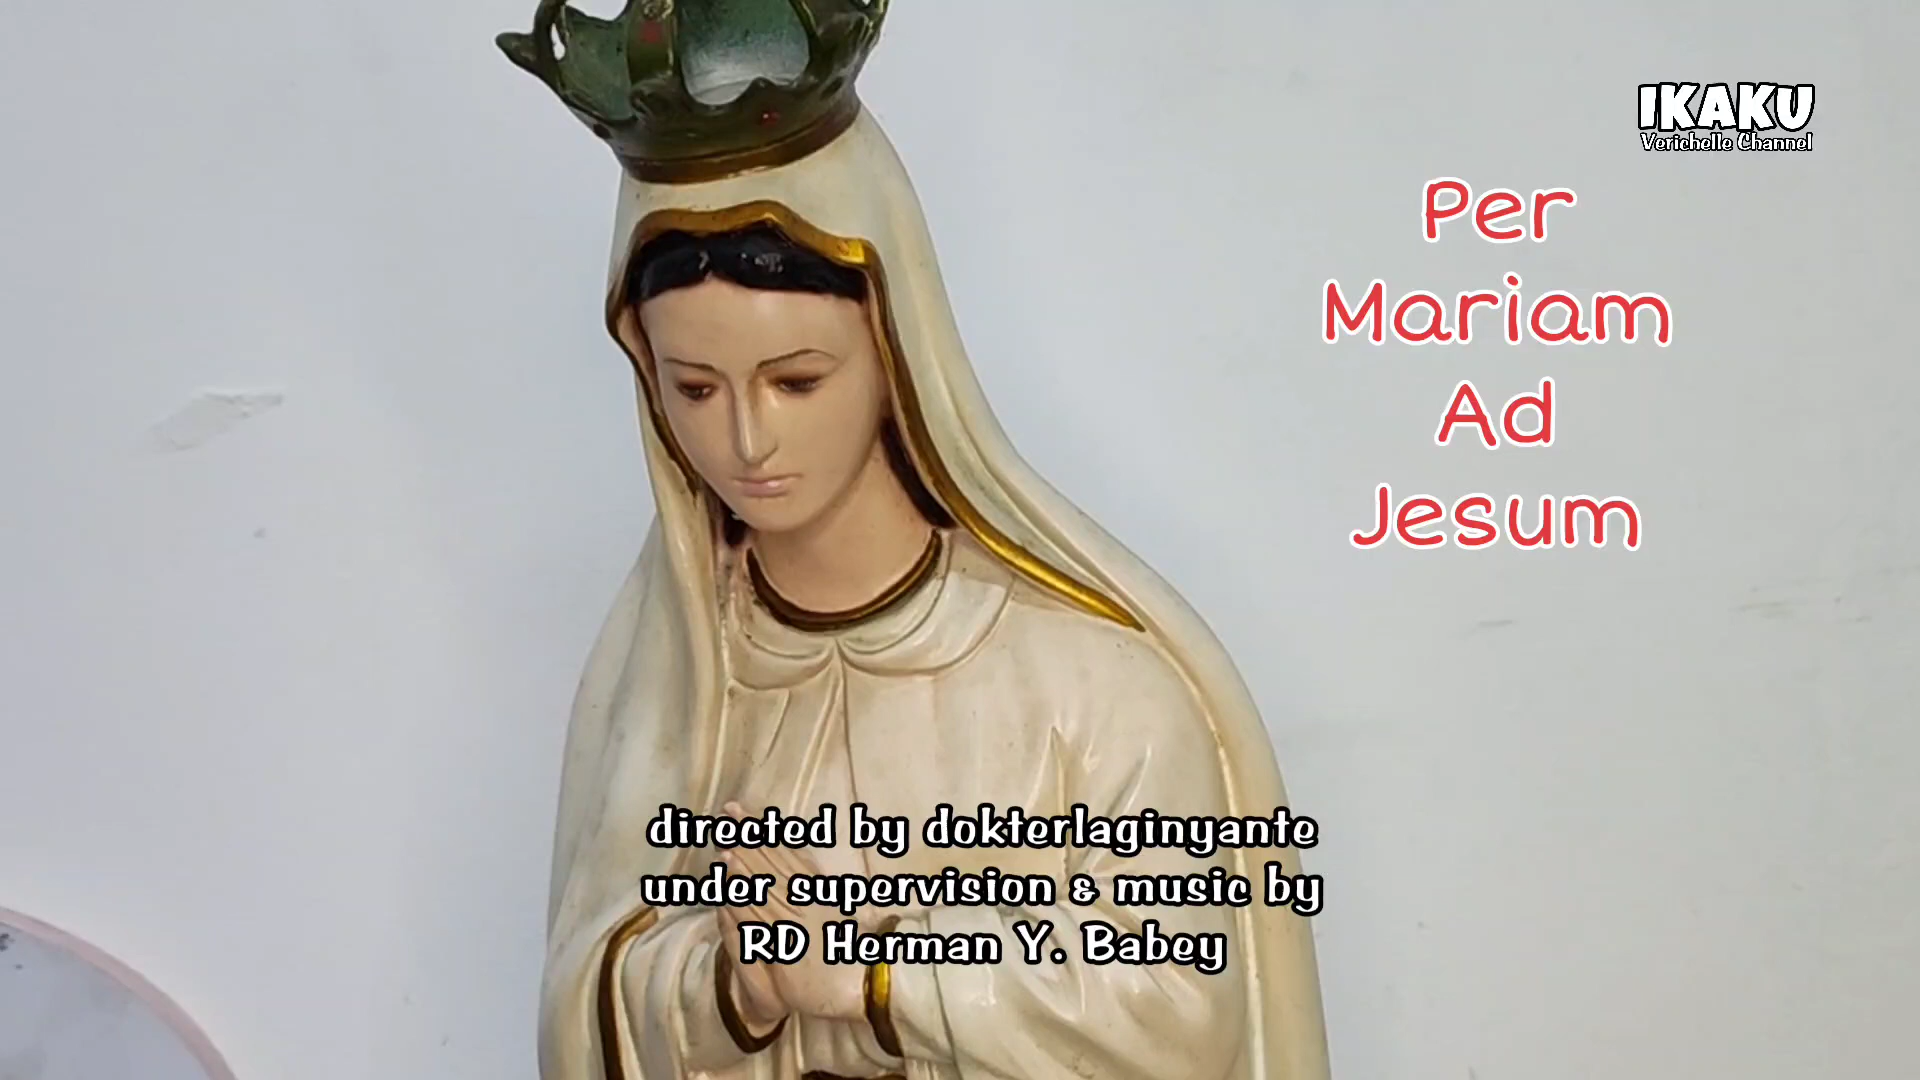 IKAKU
Verichelle Channel
Per
Mariam
Ad
Jesum
directed by dokterlaginyante
under supervision & music by
RD Herman Y. Babey